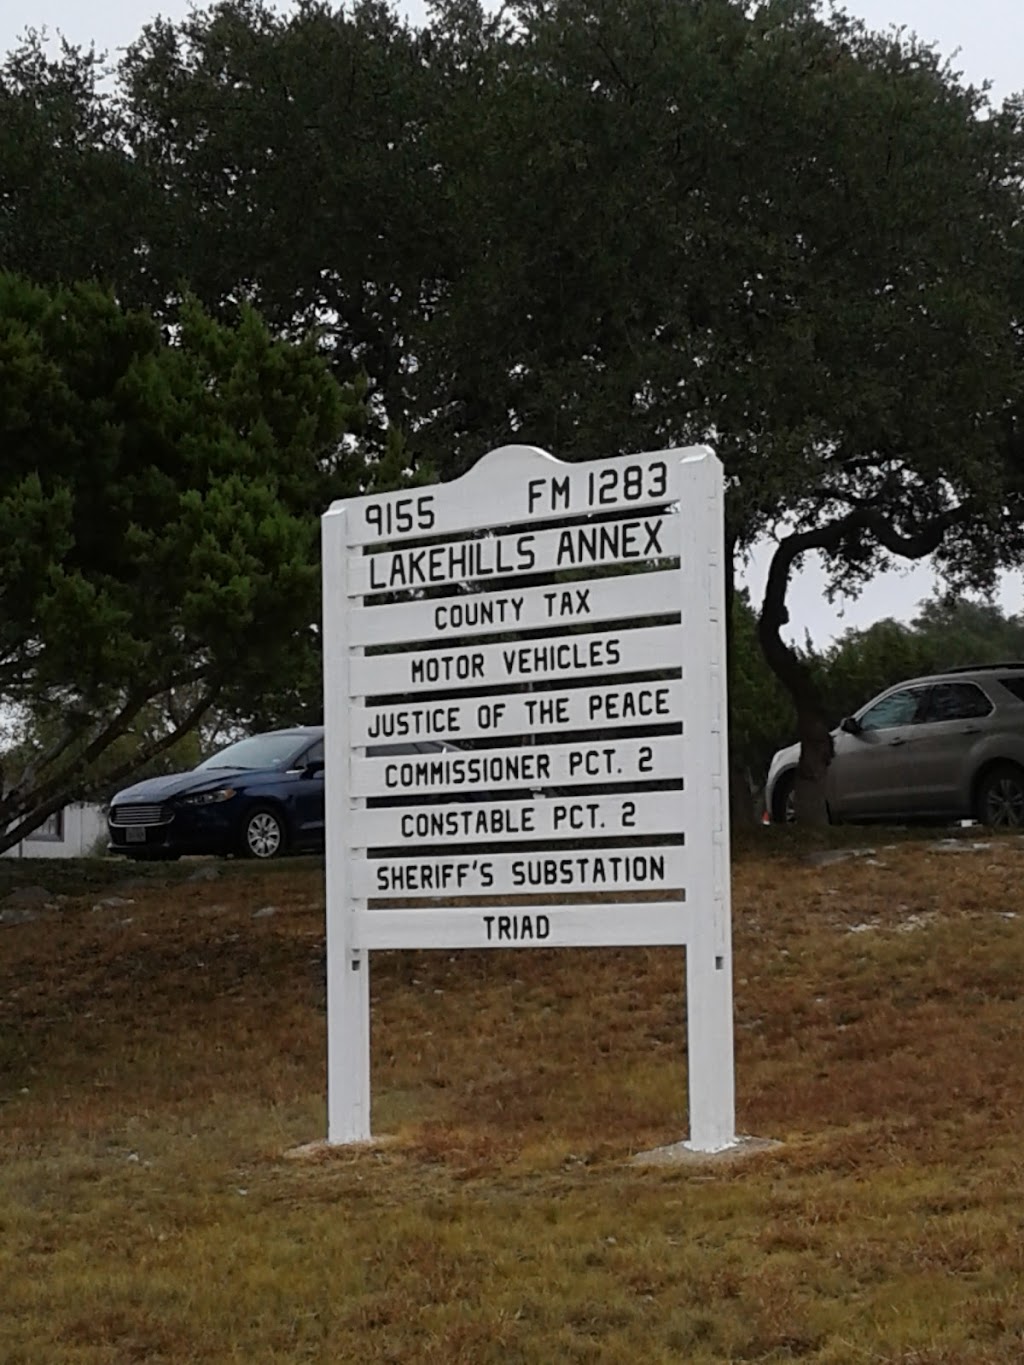 9155 FM 1283
LAKEHILLS ANNEX
COUNTY TAX
MOTOR VEHICLES
JUSTICE OF THE PEACE
COMMISSIONER PCT. 2
CONSTABLE PCT. 2
SHERIFF'S SUBSTATION
TRIAD